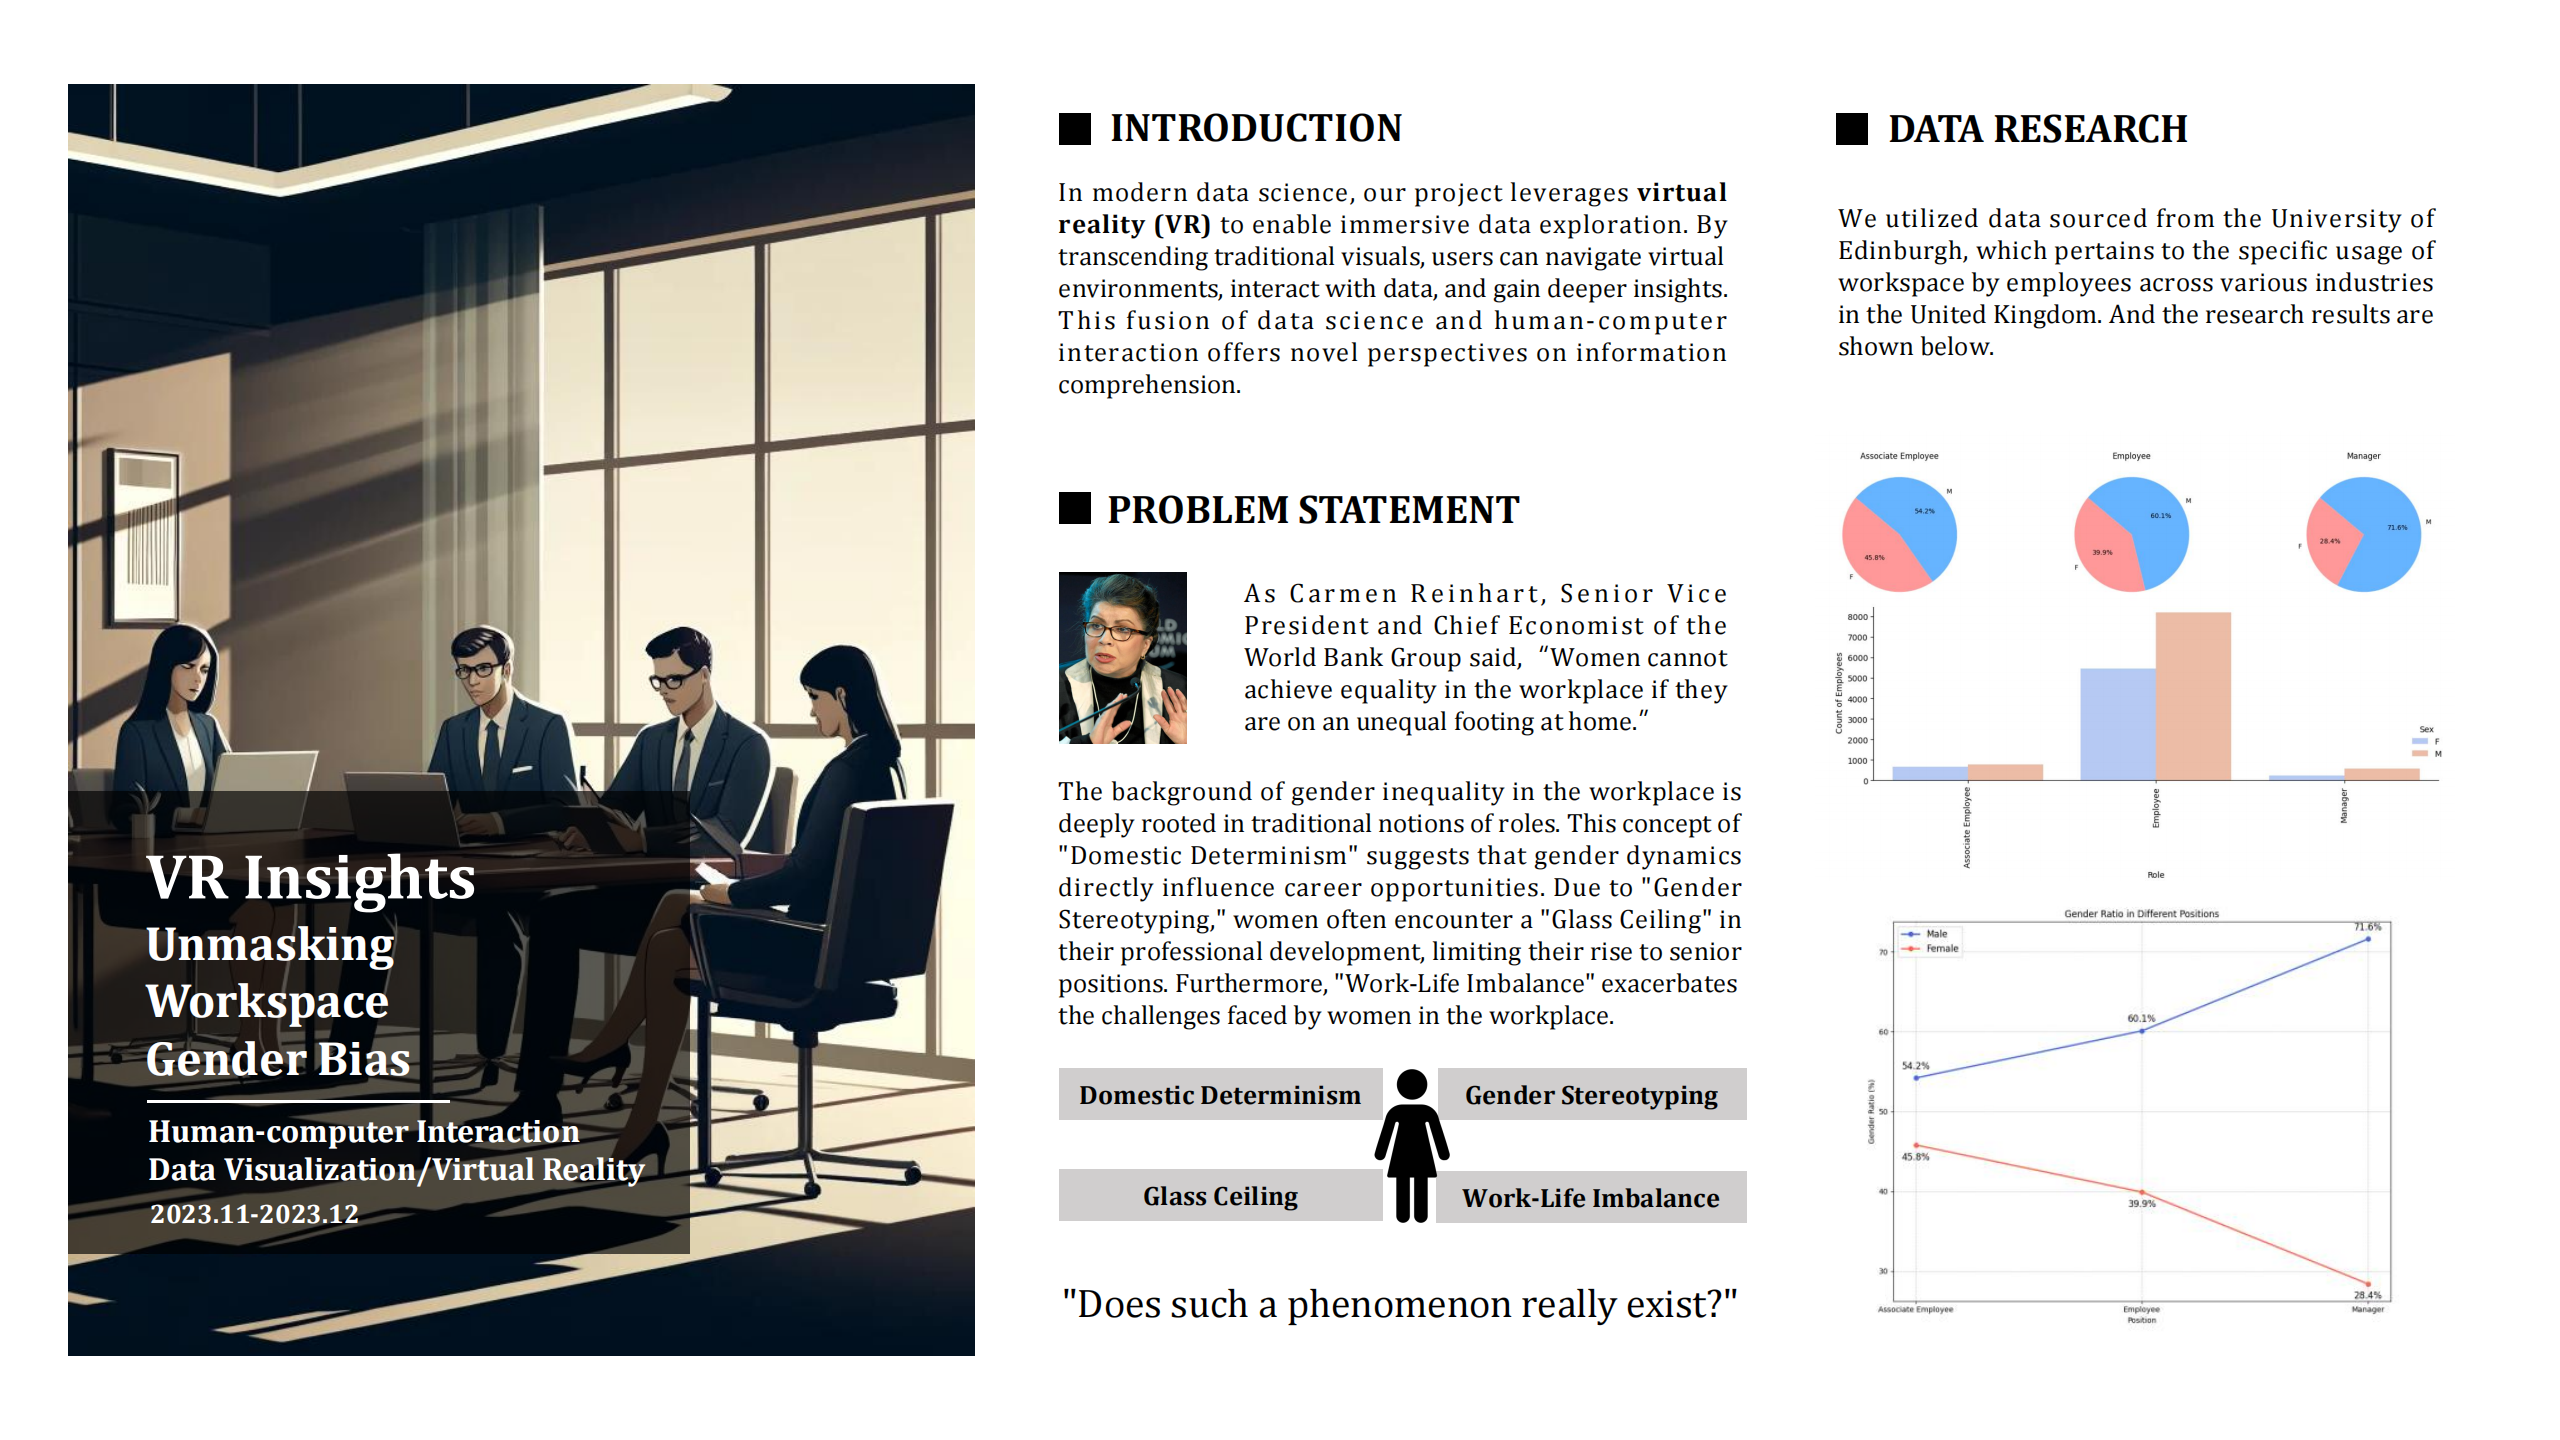 VR Insights
Unmasking
Workspace
Gender Bias
Human-computer Interaction
Data Visualization/Virtual Reality
2023.11-2023.12
INTRODUCTION
In modern data science, our project leverages virtual
reality (VR) to enable immersive data exploration. By
transcending traditional visuals, users can navigate virtual
environments, interact with data, and gain deeper insights.
This fusion of data science and human-computer
interaction offers novel perspectives on information
comprehension.
PROBLEM STATEMENT
As Carmen Reinhart, Senior Vice
President and Chief Economist of the
World Bank Group said, “Women cannot
achieve equality in the workplace if they
are on an unequal footing at home.”
The background of gender inequality in the workplace is
deeply rooted in traditional notions of roles. This concept of
"Domestic Determinism" suggests that gender dynamics
directly influence career opportunities. Due to "Gender
Stereotyping," women often encounter a "Glass Ceiling" in
their professional development, limiting their rise to senior
positions. Furthermore, "Work-Life Imbalance" exacerbates
the challenges faced by women in the workplace.
Domestic Determinism
Gender Stereotyping
Glass Ceiling
Work-Life Imbalance
"Does such a phenomenon really exist?"
DATA RESEARCH
We utilized data sourced from the University of
Edinburgh, which pertains to the specific usage of
workspace by employees across various industries
in the United Kingdom. And the research results are
shown below.
Associate Employee
M
54.2%
45.8%
F
Employee
M
60.1%
39.9%
F
Manager
M
71.6%
28.4%
F
Count of Employees
8000
7000
6000
5000
4000
3000
2000
1000
0
Sex
F
M
Associate Employee
Employee
Manager
Role
Gender Ratio in Different Positions
Male
Female
Gender Ratio (%)
70
60
50
40
30
54.2%
60.1%
71.6%
45.8%
39.9%
28.4%
Associate Employee
Employee
Manager
Position